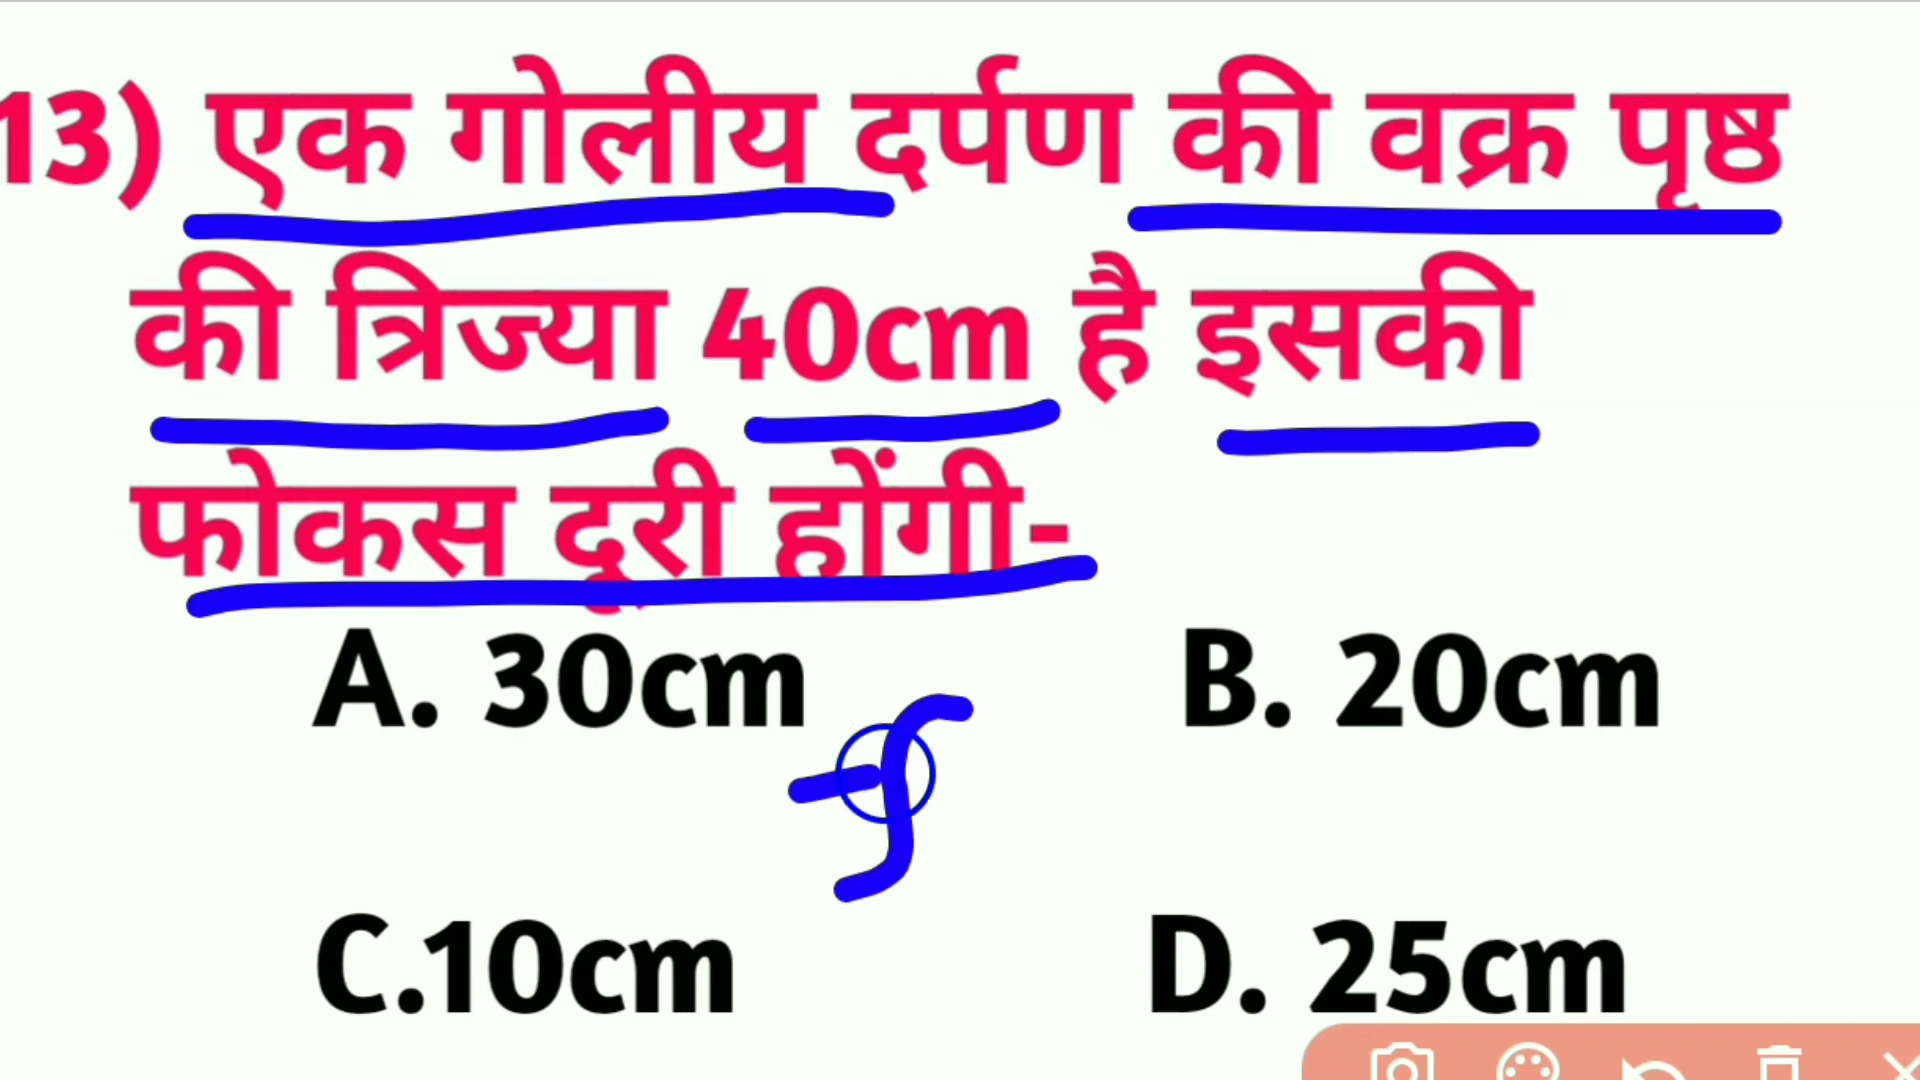 13) एक गोलीय दर्पण की वक्र पृष्ठ
की त्रिज्या 40cm है इसकी
फोकस दूरी होंगी-
A. 30cm B. 20cm
f
C.10cm D. 25cm